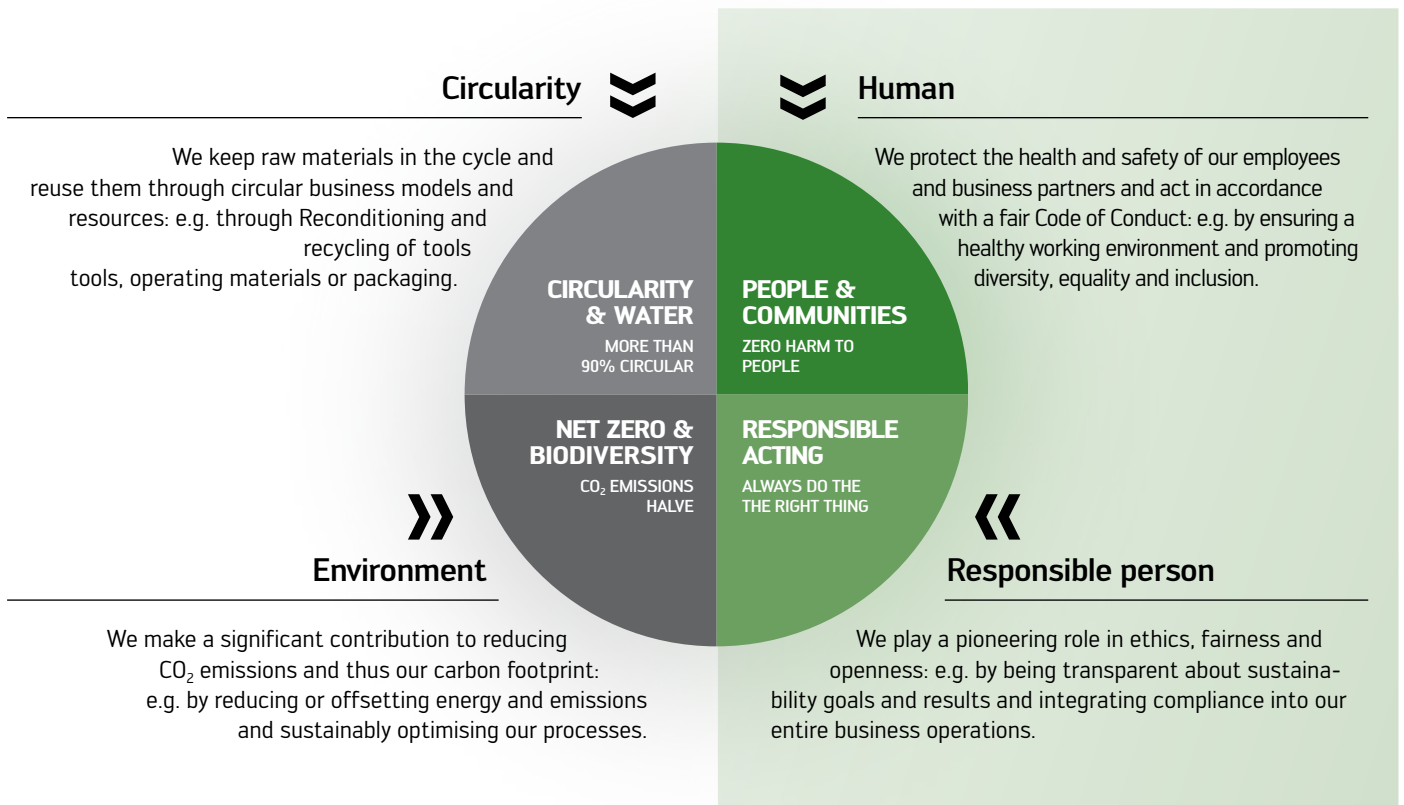 Circularity
We keep raw materials in the cycle and
reuse them through circular business models and
resources: e.g. through Reconditioning and
recycling of tools
tools, operating materials or packaging.
Human
We protect the health and safety of our employees
and business partners and act in accordance
with a fair Code of Conduct: e.g. by ensuring a
healthy working environment and promoting
diversity, equality and inclusion.
CIRCULARITY
& WATER
MORE THAN
90% CIRCULAR
PEOPLE &
COMMUNITIES
ZERO HARM TO
PEOPLE
NET ZERO &
BIODIVERSITY
CO₂ EMISSIONS
HALVE
RESPONSIBLE
ACTING
ALWAYS DO THE
THE RIGHT THING
Environment
We make a significant contribution to reducing
CO₂ emissions and thus our carbon footprint:
e.g. by reducing or offsetting energy and emissions
and sustainably optimising our processes.
Responsible person
We play a pioneering role in ethics, fairness and
openness: e.g. by being transparent about sustaina-
bility goals and results and integrating compliance into our
entire business operations.